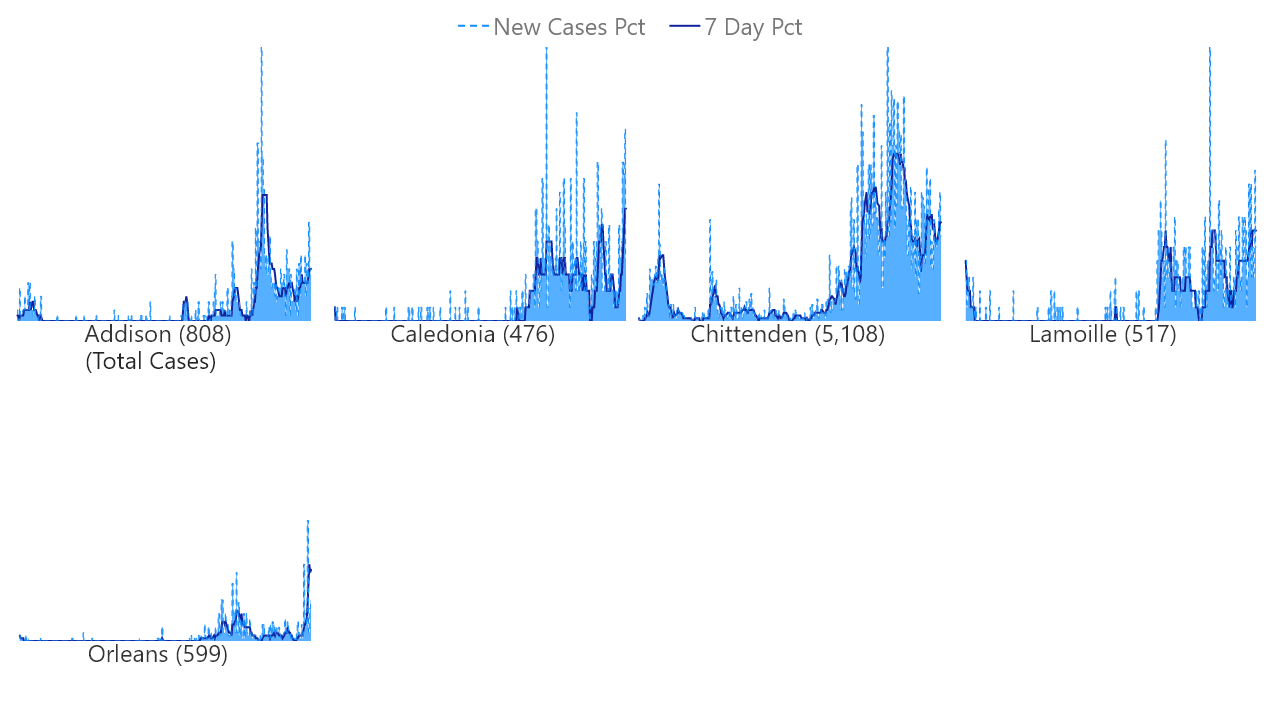 New Cases Pct 7 Day Pct
Addison (808) Caledonia (476) Chittenden (5,108) Lamoille (517)
(Total Cases)
Orleans (599)